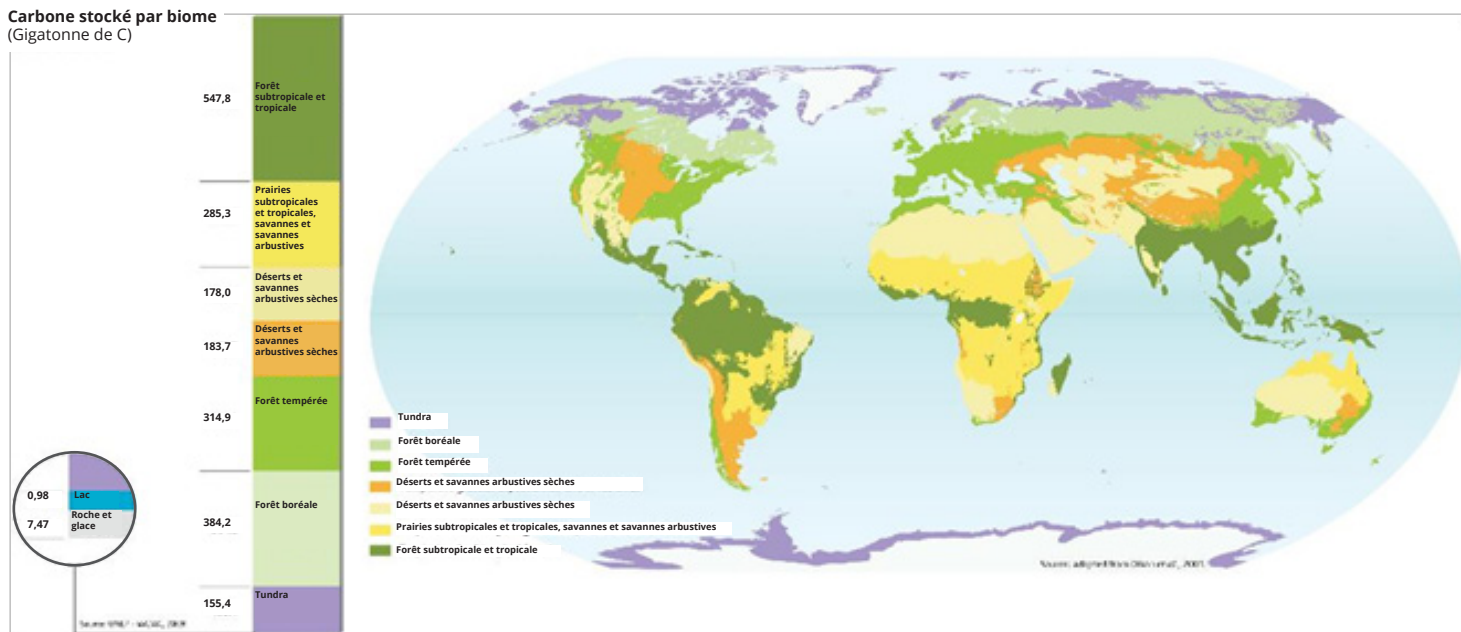 Carbone stocké par biome
(Gigatonne de C)
547,8
Forêt
subtropicale et
tropicale
285,3
Prairies
subtropicales
et tropicales,
savannes et
savannes
arbustives
178,0
Déserts et
savannes
arbustives sèches
183,7
Déserts et
savannes
arbustives sèches
314,9
Forêt tempérée
384,2
Forêt boréale
155,4
Tundra
0,98
Lac
7,47
Roche et
glace
Tundra
Forêt boréale
Forêt tempérée
Déserts et savannes arbustives sèches
Déserts et savannes arbustives sèches
Prairies subtropicales et tropicales, savannes et savannes arbustives
Forêt subtropicale et tropicale